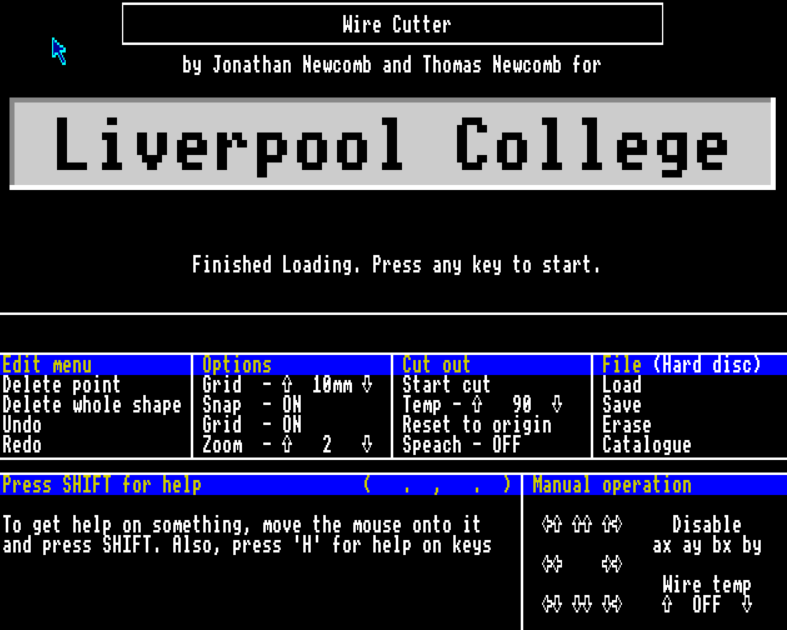 Wire Cutter
by Jonathan Newcomb and Thomas Newcomb for
Liverpool College
Finished Loading. Press any key to start.
Edit menu
Delete point
Delete whole shape
Undo
Redo
Options
Grid - ⇧ 10mm ⇩
Snap - ON
Grid - ON
Zoom - ⇧ 2 ⇩
Cut out
Start cut
Temp - ⇧ 90 ⇩
Reset to origin
Speach - OFF
File (Hard disc)
Load
Save
Erase
Catalogue
Press SHIFT for help ( . , . )
To get help on something, move the mouse onto it
and press SHIFT. Also, press 'H' for help on keys
Manual operation
⇦⇧ ⇧⇧ ⇧⇨ Disable
ax ay bx by
⇦⇨ ⇨⇨
Wire temp
⇦⇩ ⇩⇩ ⇩⇨ ⇧ OFF ⇩